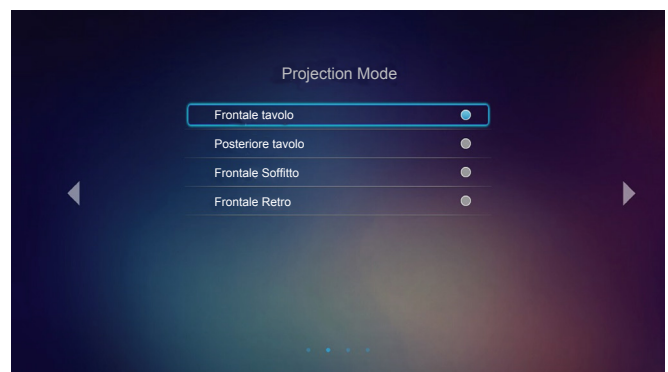 Projection Mode
Frontale tavolo
Posteriore tavolo
Frontale Soffitto
Frontale Retro